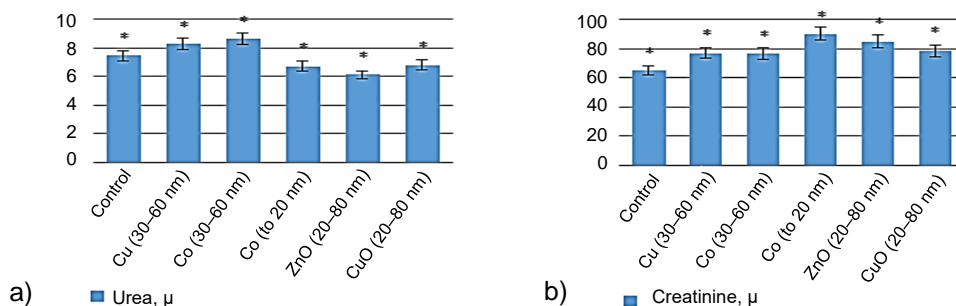 10
8
6
4
2
0
* * * * * *
Control
Cu (30–60 nm)
Co (30–60 nm)
Co (to 20 nm)
ZnO (20–80 nm)
CuO (20–80 nm)
a)
Urea, μ
100
80
60
40
20
0
* * * * * *
Control
Cu (30–60 nm)
Co (30–60 nm)
Co (to 20 nm)
ZnO (20–80 nm)
CuO (20–80 nm)
b)
Creatinine, μ